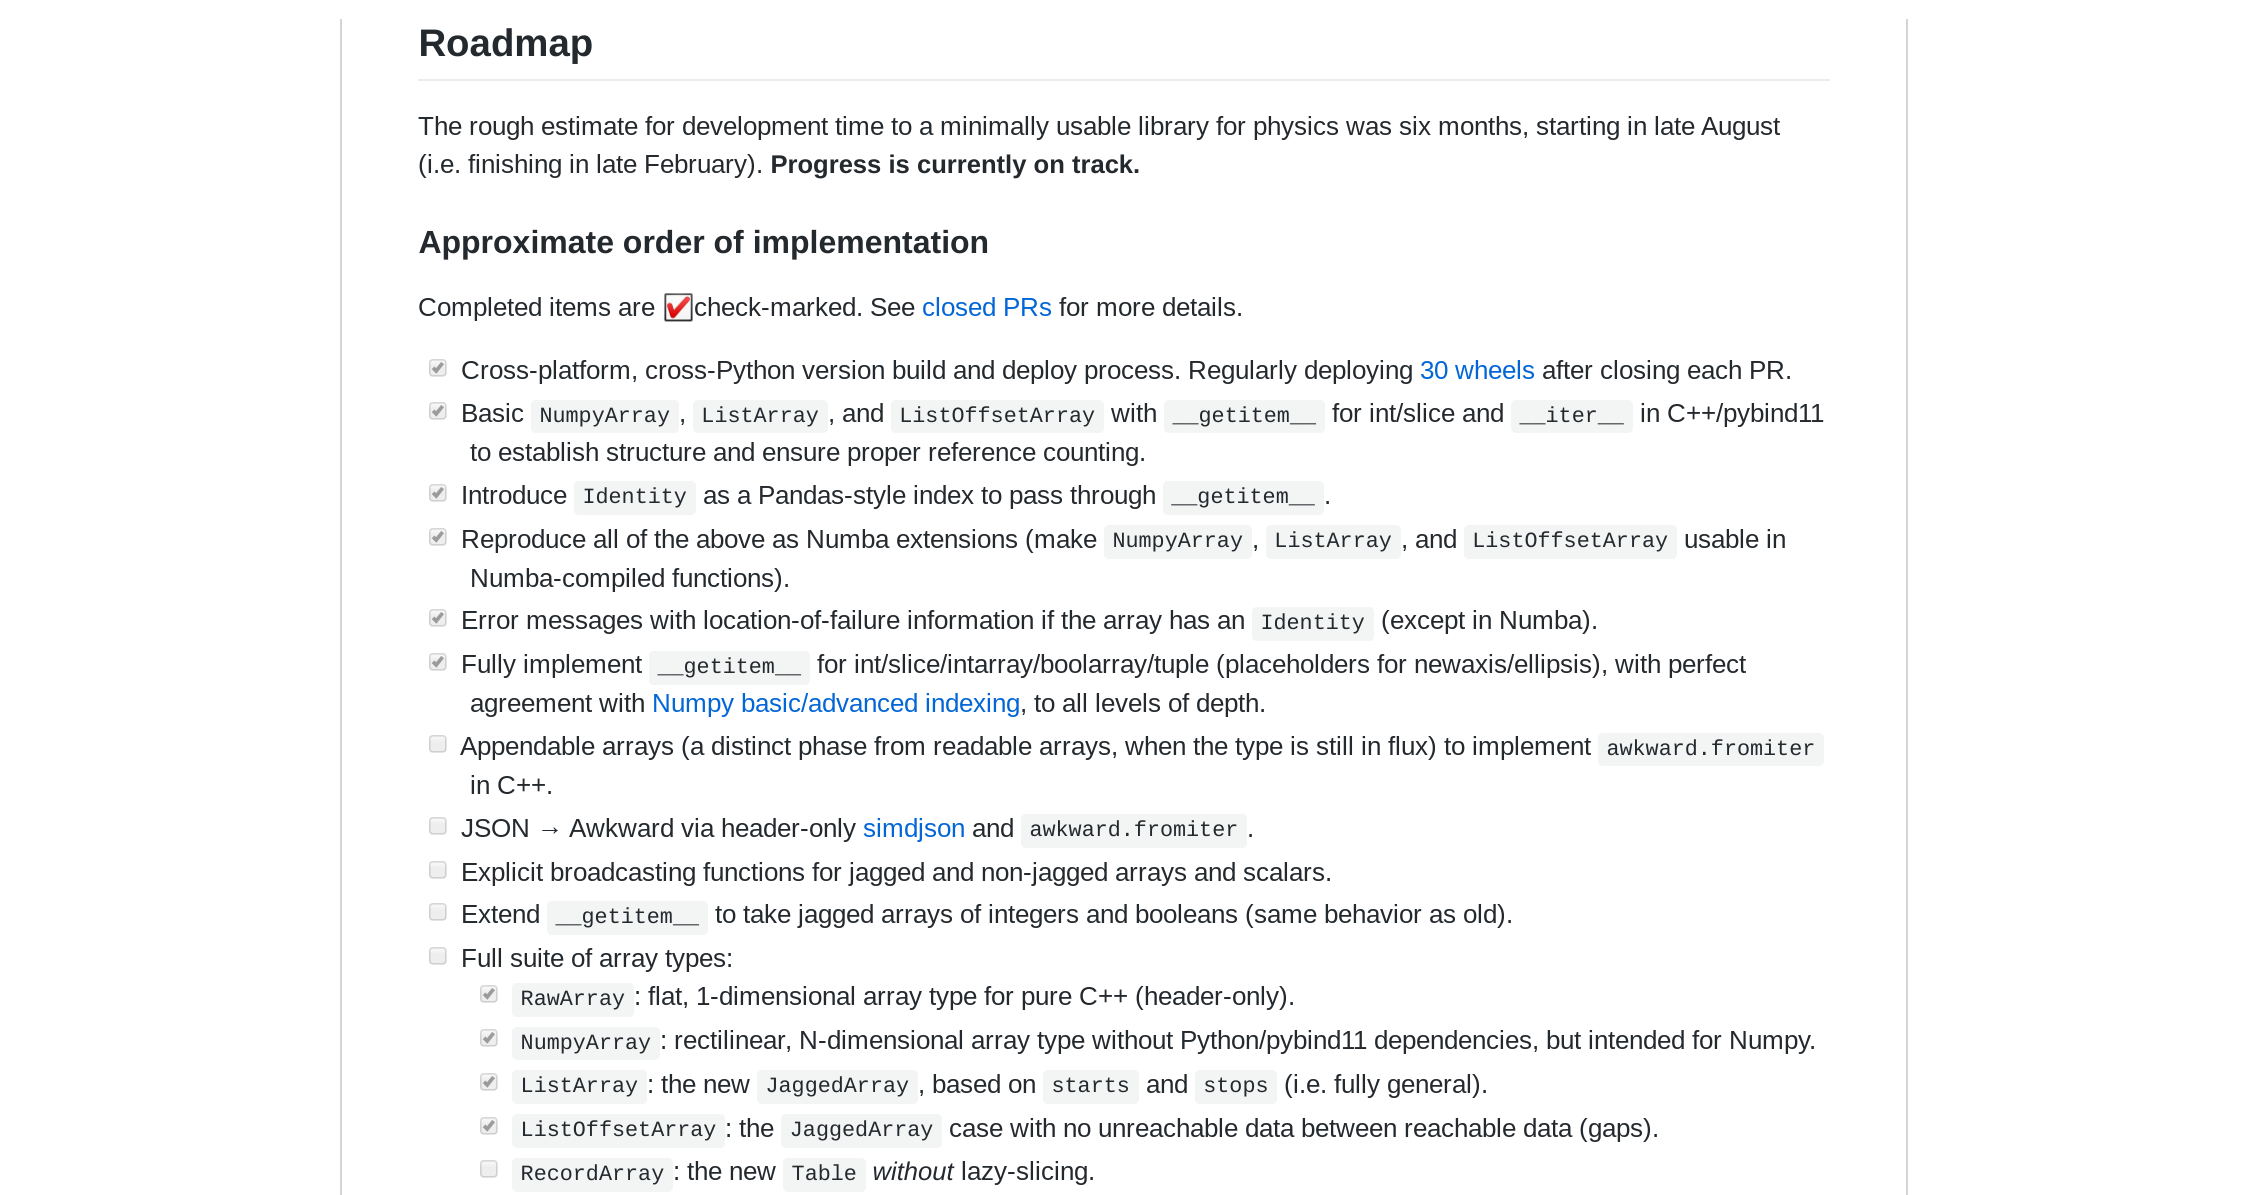 Roadmap
The rough estimate for development time to a minimally usable library for physics was six months, starting in late August
(i.e. finishing in late February). Progress is currently on track.
Approximate order of implementation
Completed items are ☑check-marked. See closed PRs for more details.
Cross-platform, cross-Python version build and deploy process. Regularly deploying 30 wheels after closing each PR.
Basic NumpyArray, ListArray, and ListOffsetArray with __getitem__ for int/slice and __iter__ in C++/pybind11
to establish structure and ensure proper reference counting.
Introduce Identity as a Pandas-style index to pass through __getitem__.
Reproduce all of the above as Numba extensions (make NumpyArray, ListArray, and ListOffsetArray usable in
Numba-compiled functions).
Error messages with location-of-failure information if the array has an Identity (except in Numba).
Fully implement __getitem__ for int/slice/intarray/boolarray/tuple (placeholders for newaxis/ellipsis), with perfect
agreement with Numpy basic/advanced indexing, to all levels of depth.
Appendable arrays (a distinct phase from readable arrays, when the type is still in flux) to implement awkward.fromiter
in C++.
JSON → Awkward via header-only simdjson and awkward.fromiter.
Explicit broadcasting functions for jagged and non-jagged arrays and scalars.
Extend __getitem__ to take jagged arrays of integers and booleans (same behavior as old).
Full suite of array types:
RawArray: flat, 1-dimensional array type for pure C++ (header-only).
NumpyArray: rectilinear, N-dimensional array type without Python/pybind11 dependencies, but intended for Numpy.
ListArray: the new JaggedArray, based on starts and stops (i.e. fully general).
ListOffsetArray: the JaggedArray case with no unreachable data between reachable data (gaps).
RecordArray: the new Table without lazy-slicing.